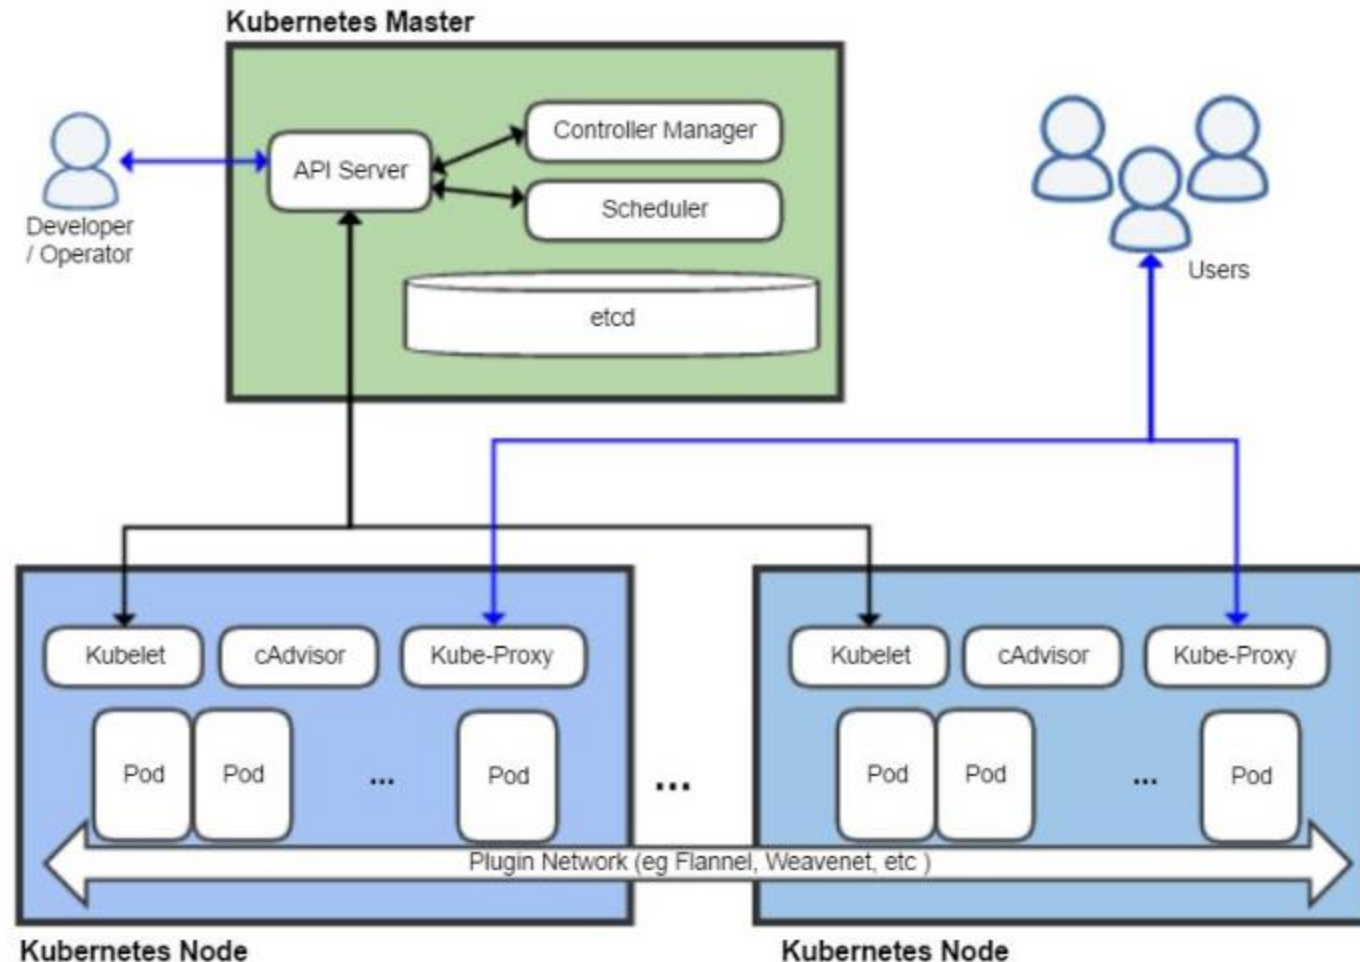 Kubernetes Master
Controller Manager
API Server
Scheduler
Developer
/ Operator
Users
etcd
Kubelet
cAdvisor
Kube-Proxy
Kubelet
cAdvisor
Kube-Proxy
Pod
Pod
...
Pod
...
Pod
Pod
...
Pod
Plugin Network (eg Flannel, Weavenet, etc )
Kubernetes Node
Kubernetes Node